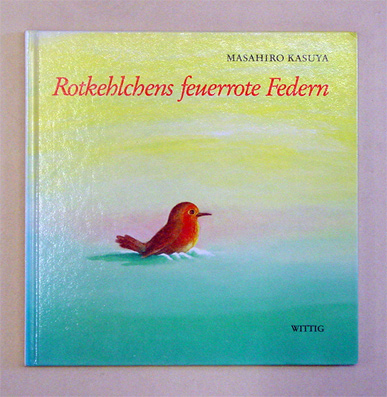 MASAHIRO KASUYA
Rotkehlchens feuerrote Federn
WITTIG